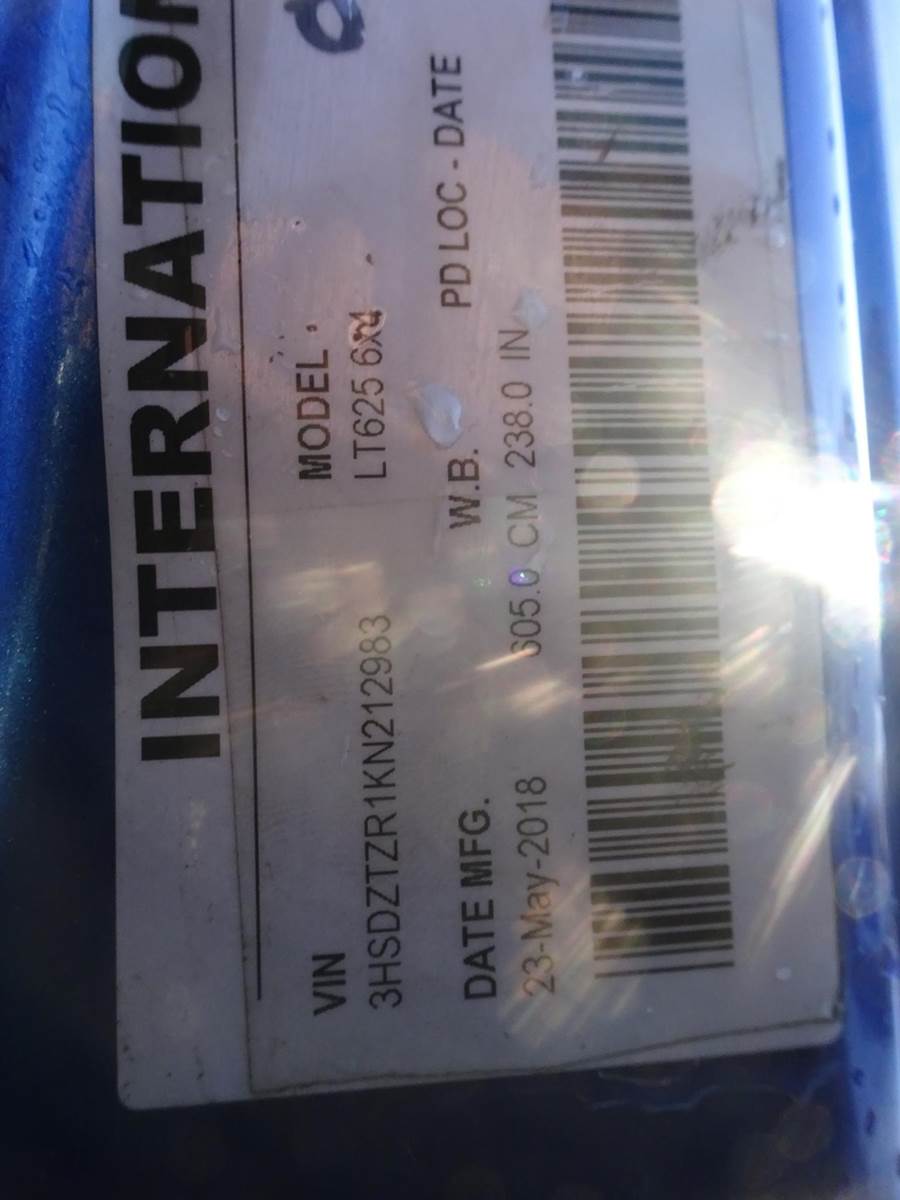 INTERNATION
VIN MODEL
3HSDZTZR1KN212983 LT625 6X4
DATE MFG. W.B. PD LOC - DATE
23-May-2018 605.0 CM 238.0 IN